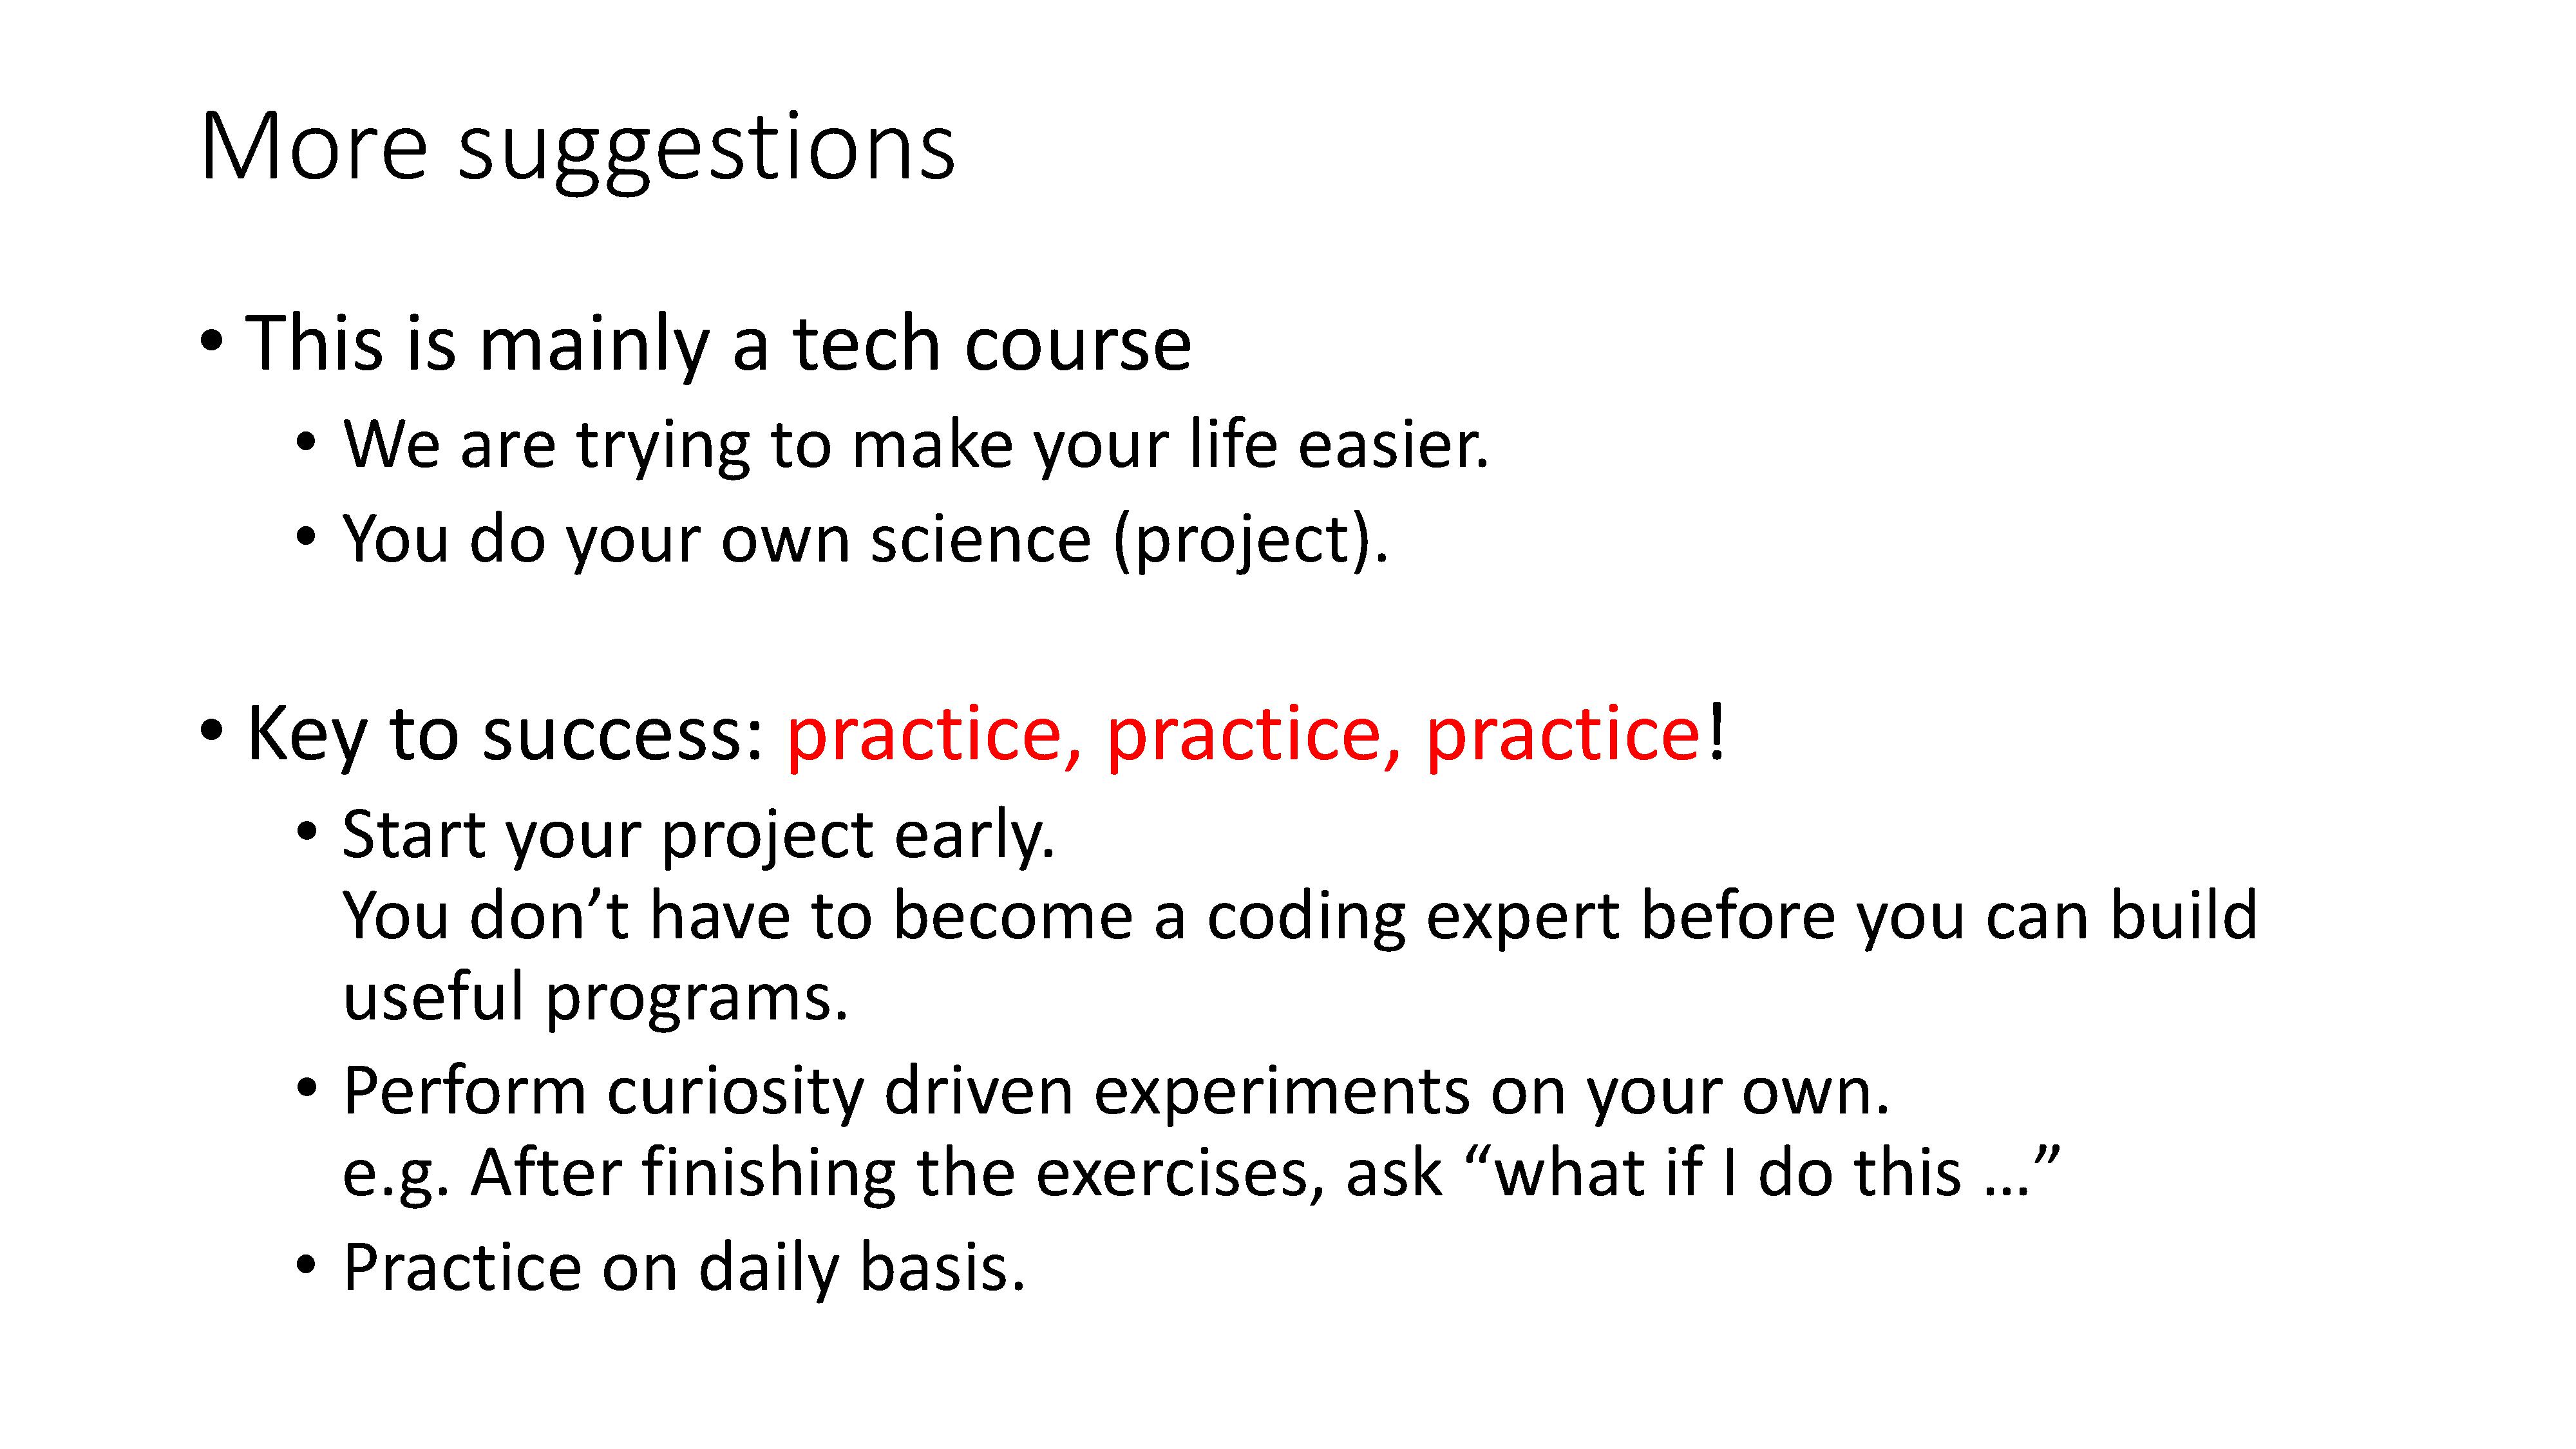 More suggestions
• This is mainly a tech course
• We are trying to make your life easier.
• You do your own science (project).
• Key to success: practice, practice, practice!
• Start your project early.
You don’t have to become a coding expert before you can build
useful programs.
• Perform curiosity driven experiments on your own.
e.g. After finishing the exercises, ask “what if I do this …”
• Practice on daily basis.